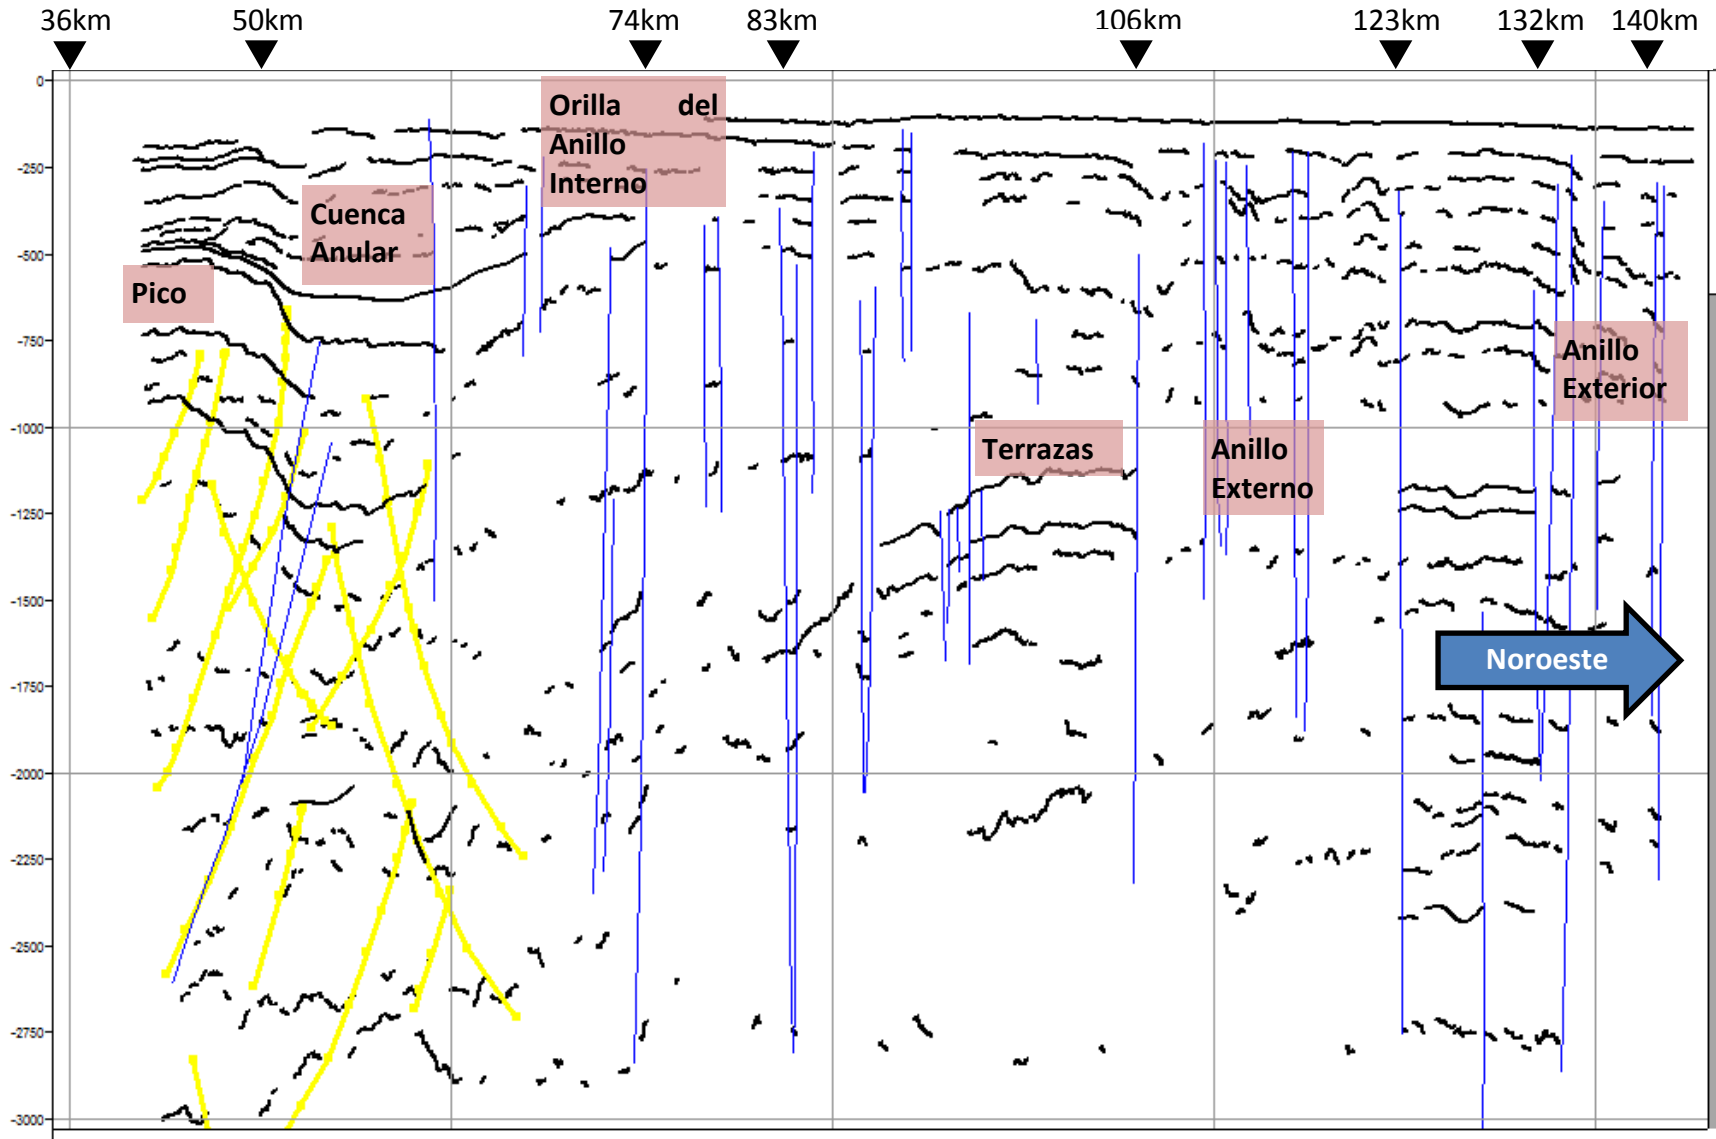 36km 50km 74km 83km 106km 123km 132km 140km
0
-250
-500
-750
-1000
-1250
-1500
-1750
-2000
-2250
-2500
-2750
-3000
Orilla del
Anillo
Interno
Cuenca
Anular
Pico
Terrazas
Anillo
Externo
Anillo
Exterior
Noroeste